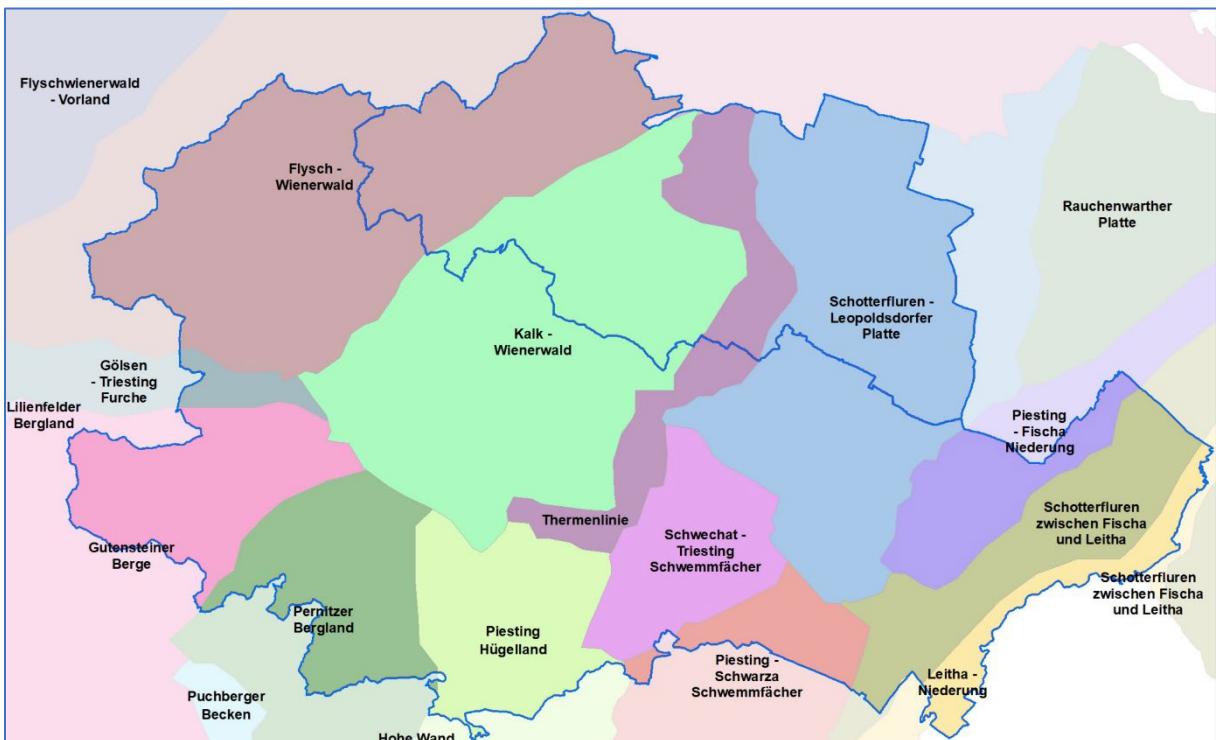 Flyschwienerwald
- Vorland
Flysch -
Wienerwald
Rauchenwarther
Platte
Schotterfluren -
Leopoldsdorfer
Platte
Kalk -
Wienerwald
Gölsen
- Triesting
Furche
Lilienfelder
Bergland
Piesting
- Fischa
Niederung
Thermenlinie
Schwechat -
Triesting
Schwemmfächer
Schotterfluren
zwischen Fischa
und Leitha
Gutensteiner
Berge
Schotterfluren
zwischen Fischa
und Leitha
Pernitzer
Bergland
Piesting
Hügelland
Piesting -
Schwarza
Schwemmfächer
Leitha -
Niederung
Puchberger
Becken
Hohe Wand